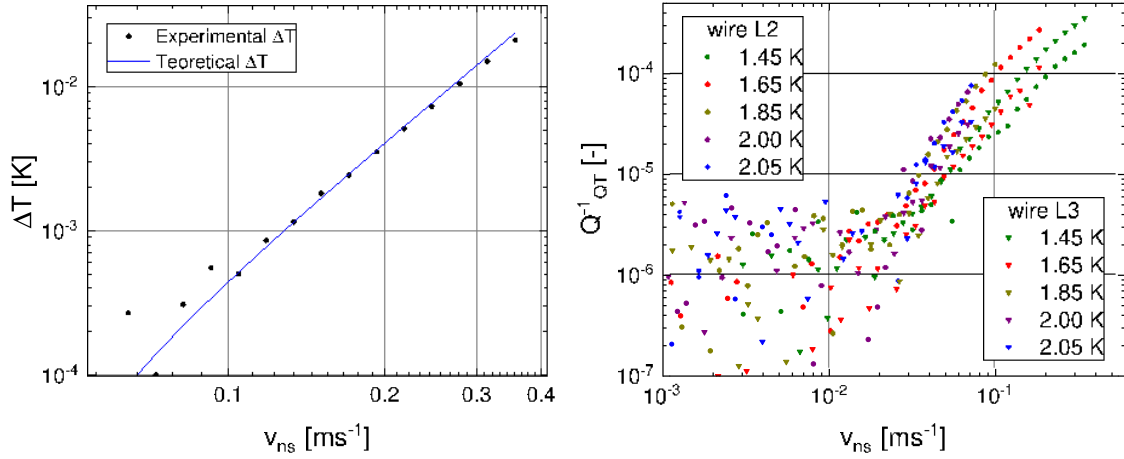 Experimental ΔT
Teoretical ΔT
10⁻²
10⁻³
10⁻⁴
ΔT [K]
0.1
0.2
0.3
0.4
v_ns [ms⁻¹]
wire L2
1.45 K
1.65 K
1.85 K
2.00 K
2.05 K
wire L3
1.45 K
1.65 K
1.85 K
2.00 K
2.05 K
10⁻⁴
10⁻⁵
10⁻⁶
10⁻⁷
Q⁻¹_QT [-]
10⁻³
10⁻²
10⁻¹
v_ns [ms⁻¹]